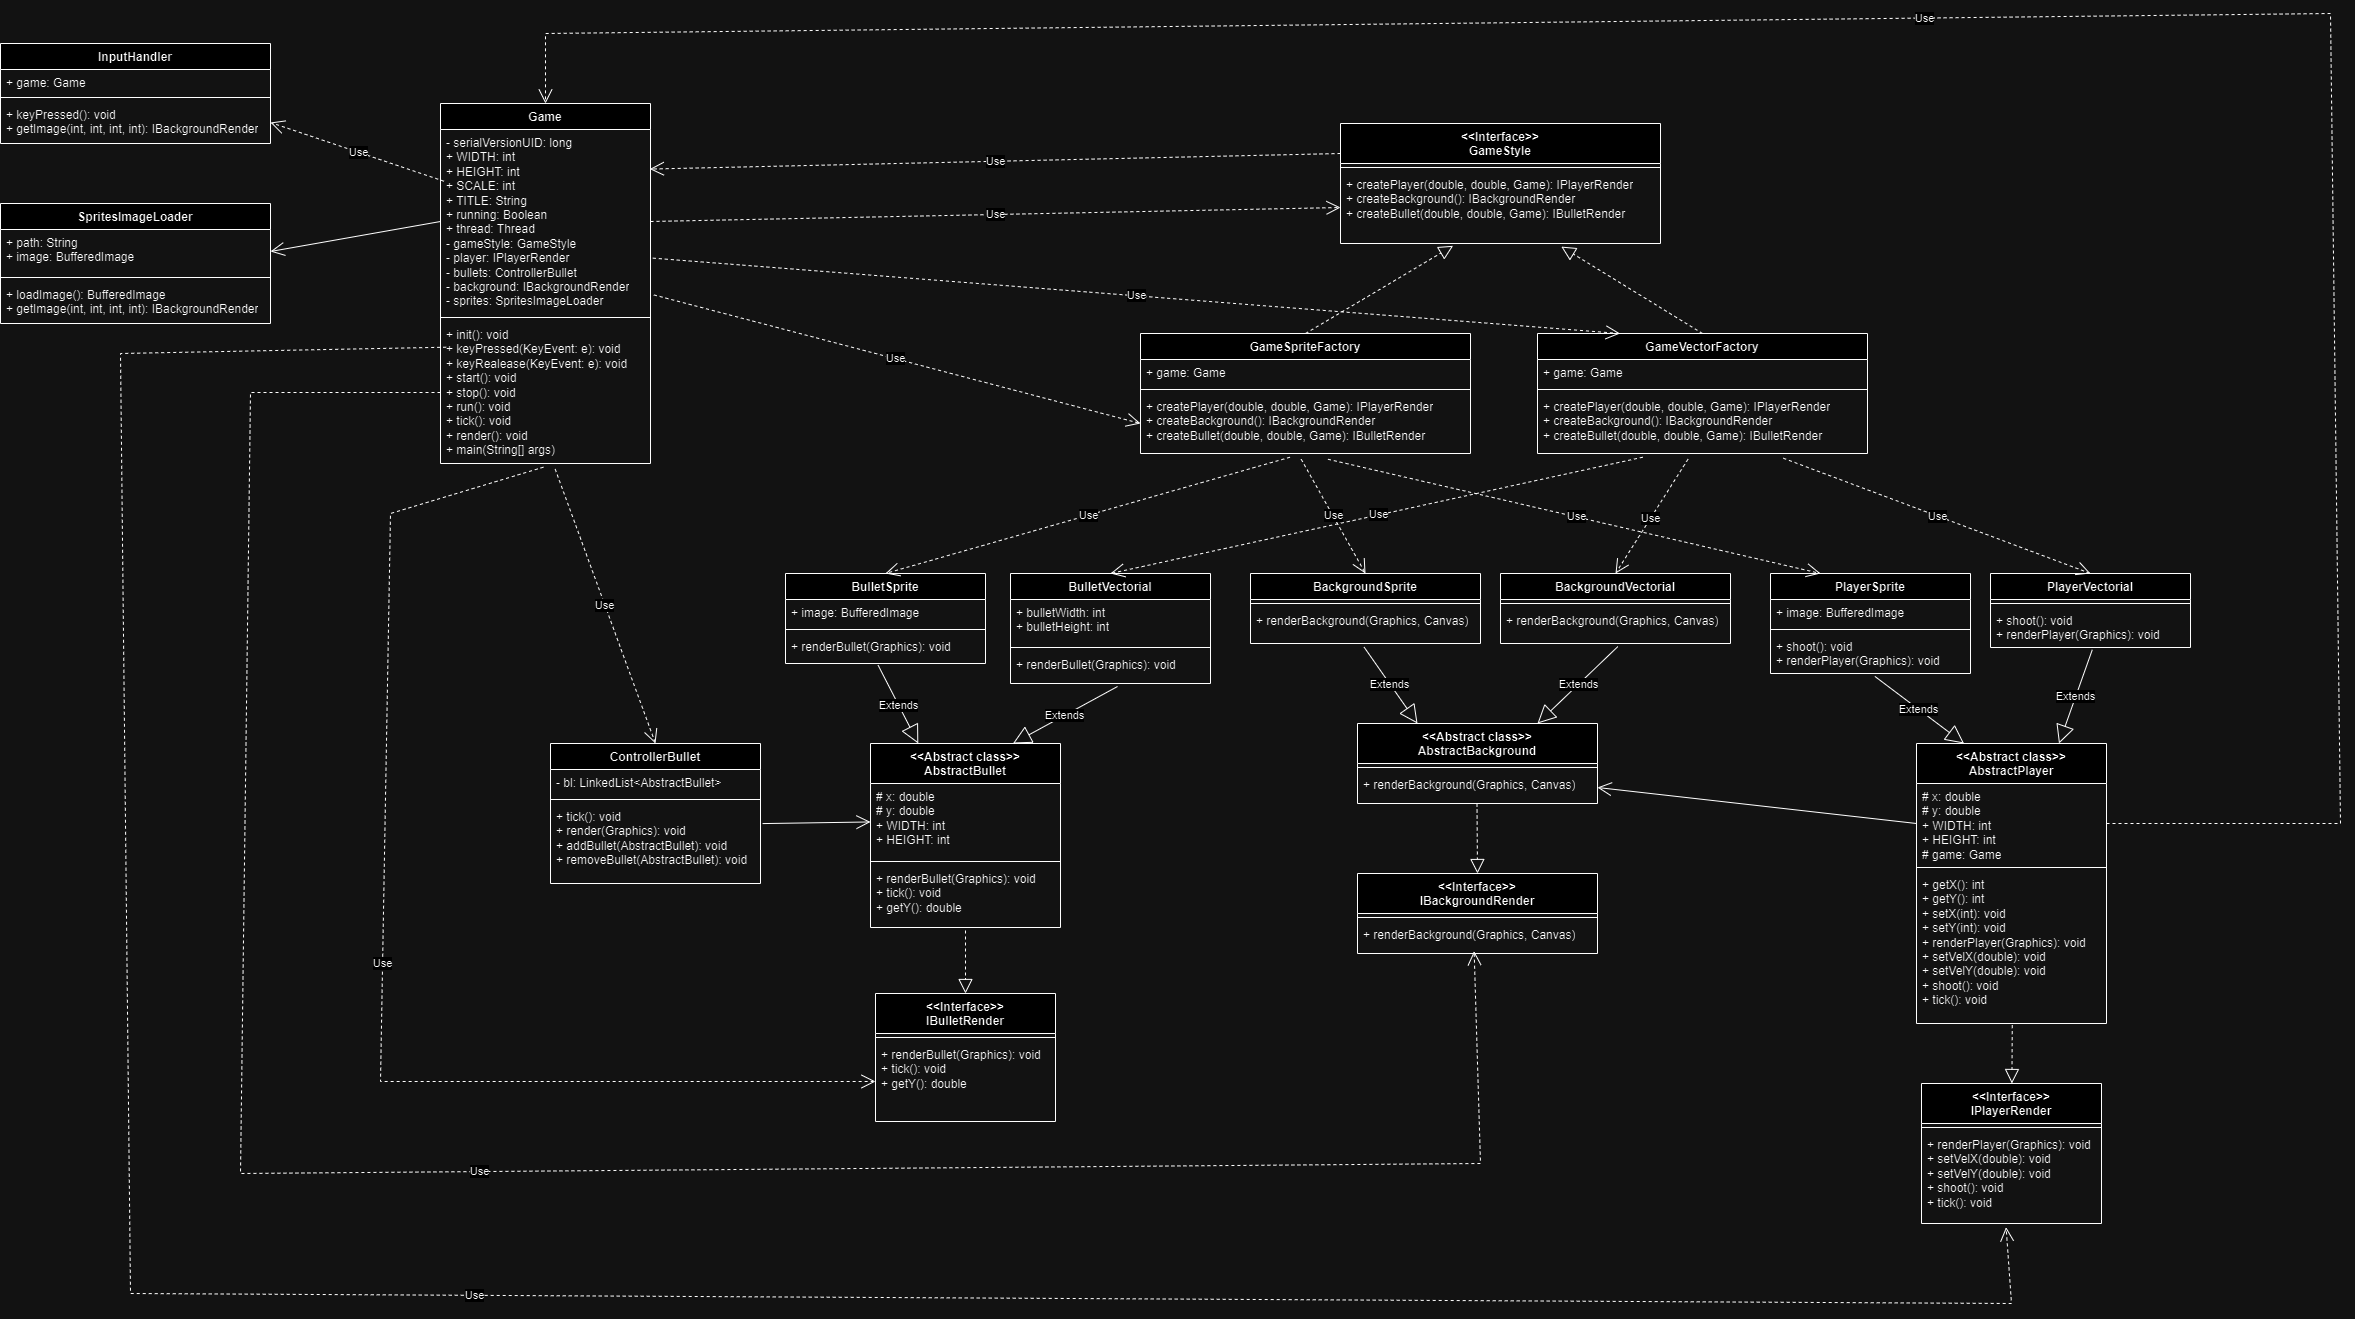 Use
InputHandler
+ game: Game
+ keyPressed(): void
+ getImage(int, int, int, int): IBackgroundRender
Use
SpritesImageLoader
+ path: String
+ image: BufferedImage
+ loadImage(): BufferedImage
+ getImage(int, int, int, int): IBackgroundRender
Game
- serialVersionUID: long
+ WIDTH: int
+ HEIGHT: int
+ SCALE: int
+ TITLE: String
+ running: Boolean
+ thread: Thread
- gameStyle: GameStyle
- player: IPlayerRender
- bullets: ControllerBullet
- background: IBackgroundRender
- sprites: SpritesImageLoader
+ init(): void
+ keyPressed(KeyEvent: e): void
+ keyRealease(KeyEvent: e): void
+ start(): void
+ stop(): void
+ run(): void
+ tick(): void
+ render(): void
+ main(String[] args)
Use
Use
Use
Use
<<Interface>>
GameStyle
+ createPlayer(double, double, Game): IPlayerRender
+ createBackground(): IBackgroundRender
+ createBullet(double, double, Game): IBulletRender
GameSpriteFactory
+ game: Game
+ createPlayer(double, double, Game): IPlayerRender
+ createBackground(): IBackgroundRender
+ createBullet(double, double, Game): IBulletRender
GameVectorFactory
+ game: Game
+ createPlayer(double, double, Game): IPlayerRender
+ createBackground(): IBackgroundRender
+ createBullet(double, double, Game): IBulletRender
Use
Use
Use
Use
Use
Use
Use
BulletSprite
+ image: BufferedImage
+ renderBullet(Graphics): void
BulletVectorial
+ bulletWidth: int
+ bulletHeight: int
+ renderBullet(Graphics): void
BackgroundSprite
+ renderBackground(Graphics, Canvas)
BackgroundVectorial
+ renderBackground(Graphics, Canvas)
PlayerSprite
+ image: BufferedImage
+ shoot(): void
+ renderPlayer(Graphics): void
PlayerVectorial
+ shoot(): void
+ renderPlayer(Graphics): void
Extends
Extends
Extends
Extends
Extends
Extends
ControllerBullet
- bl: LinkedList<AbstractBullet>
+ tick(): void
+ render(Graphics): void
+ addBullet(AbstractBullet): void
+ removeBullet(AbstractBullet): void
<<Abstract class>>
AbstractBullet
# x: double
# y: double
+ WIDTH: int
+ HEIGHT: int
+ renderBullet(Graphics): void
+ tick(): void
+ getY(): double
<<Abstract class>>
AbstractBackground
+ renderBackground(Graphics, Canvas)
<<Abstract class>>
AbstractPlayer
# x: double
# y: double
+ WIDTH: int
+ HEIGHT: int
# game: Game
+ getX(): int
+ getY(): int
+ setX(int): void
+ setY(int): void
+ renderPlayer(Graphics): void
+ setVelX(double): void
+ setVelY(double): void
+ shoot(): void
+ tick(): void
<<Interface>>
IBackgroundRender
+ renderBackground(Graphics, Canvas)
Use
<<Interface>>
IBulletRender
+ renderBullet(Graphics): void
+ tick(): void
+ getY(): double
<<Interface>>
IPlayerRender
+ renderPlayer(Graphics): void
+ setVelX(double): void
+ setVelY(double): void
+ shoot(): void
+ tick(): void
Use
Use